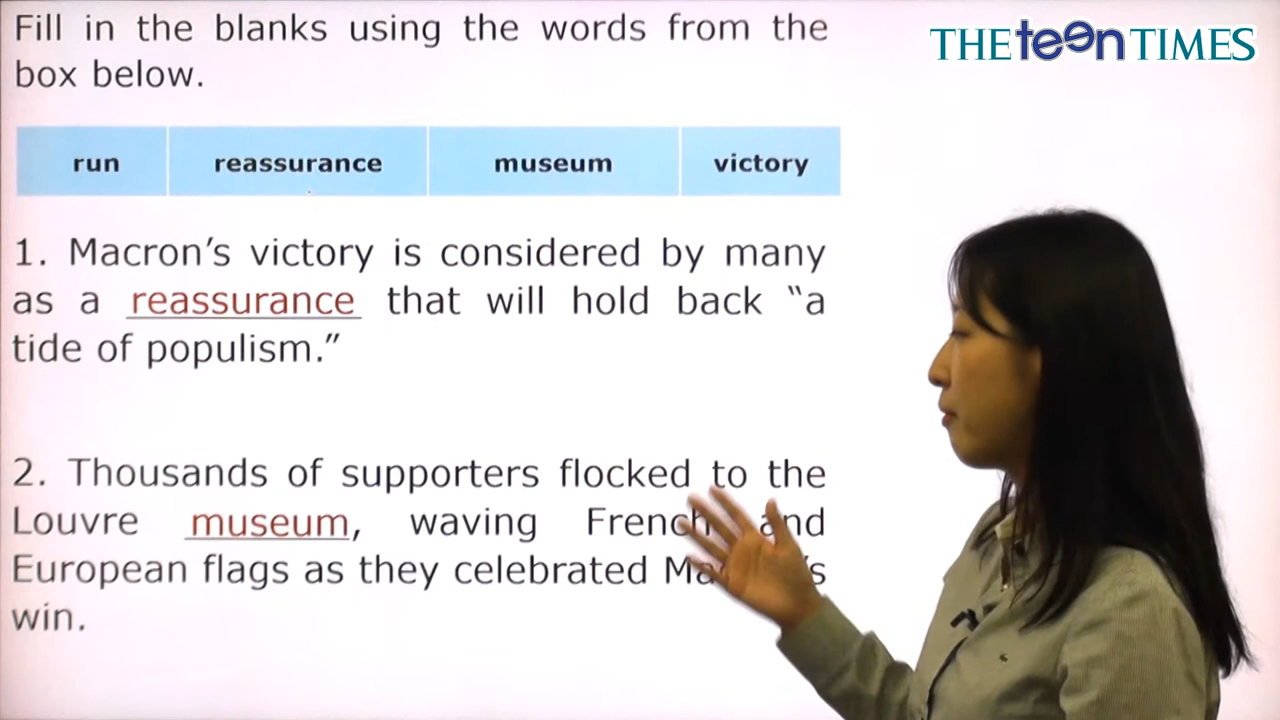 Fill in the blanks using the words from the
box below.
THE teen TIMES
run reassurance museum victory
1. Macron’s victory is considered by many
as a reassurance that will hold back “a
tide of populism.”
2. Thousands of supporters flocked to the
Louvre museum, waving French and
European flags as they celebrated
win.